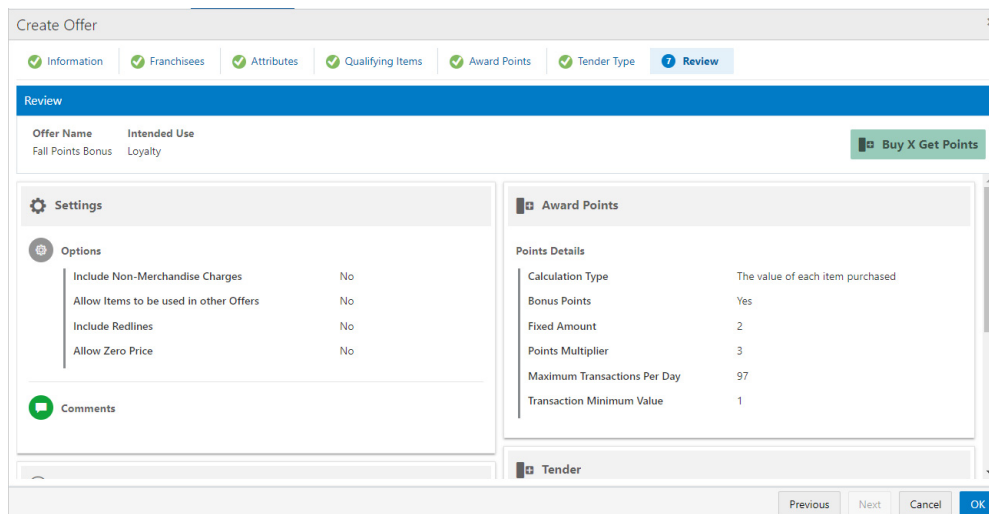 Create Offer
Information Franchisees Attributes Qualifying Items Award Points Tender Type 7 Review
Review
Offer Name Intended Use
Fall Points Bonus Loyalty
Buy X Get Points
Settings
Options
Include Non-Merchandise Charges No
Allow Items to be used in other Offers No
Include Redlines No
Allow Zero Price No
Comments
Award Points
Points Details
Calculation Type The value of each item purchased
Bonus Points Yes
Fixed Amount 2
Points Multiplier 3
Maximum Transactions Per Day 97
Transaction Minimum Value 1
Tender
Previous Next Cancel OK